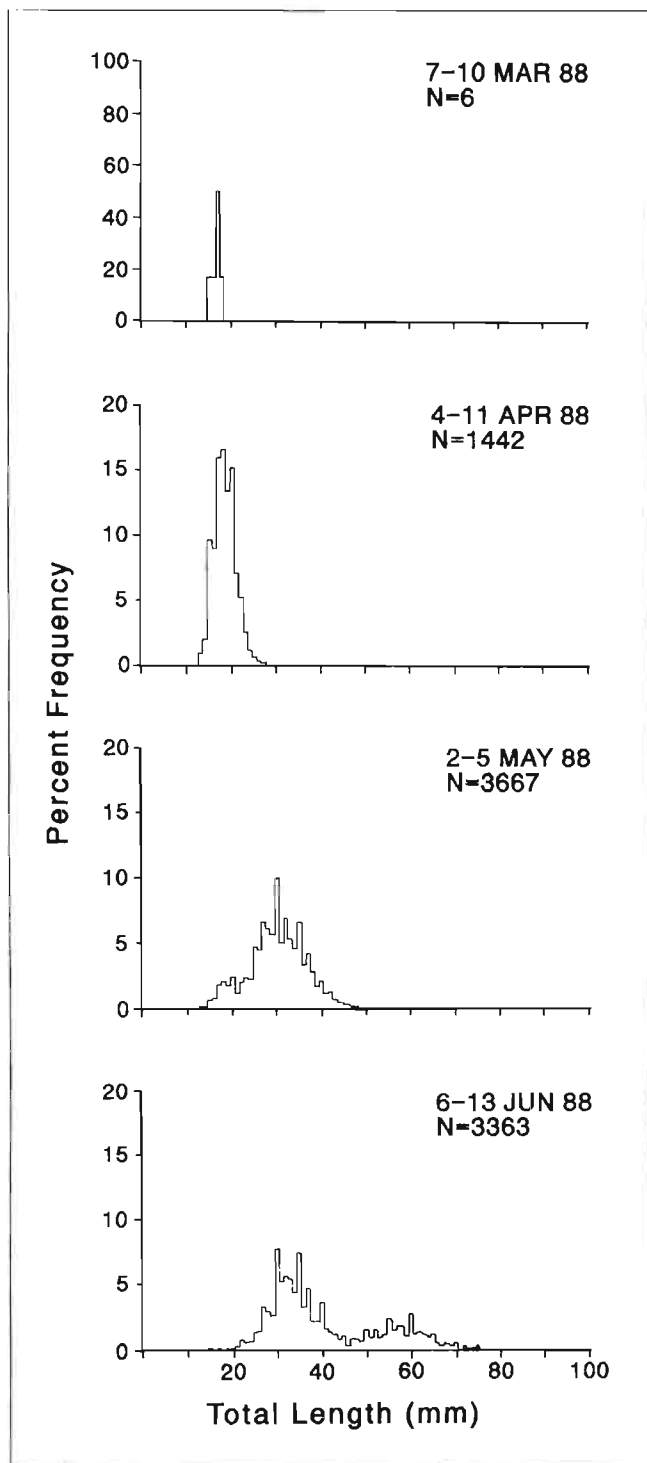 100
80
60
40
20
0
7–10 MAR 88
N=6
20
15
10
5
0
4–11 APR 88
N=1442
Percent Frequency
20
15
10
5
0
2–5 MAY 88
N=3667
20
15
10
5
0
6–13 JUN 88
N=3363
20 40 60 80 100
Total Length (mm)